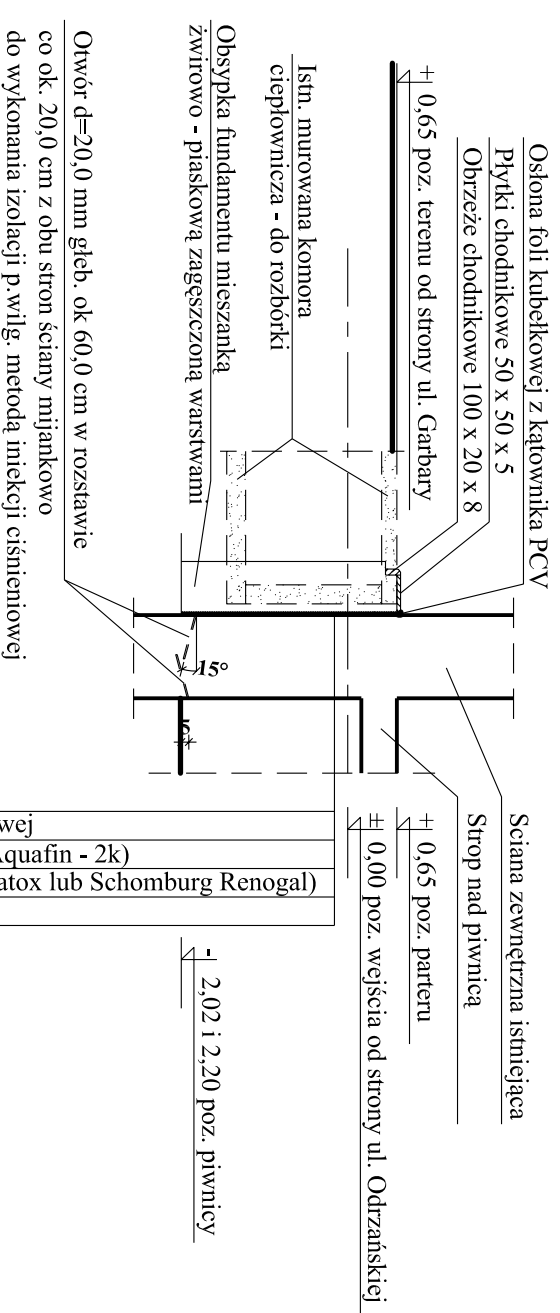 Osłona foli kubełkowej z kątownika PCV
Płytki chodnikowe 50 x 50 x 5
Obrzeże chodnikowe 100 x 20 x 8
+ 0,65 poz. terenu od strony ul. Garbary
Istn. murowana komora
ciepłownicza - do rozbórki
Obsypka fundamentu mieszanką
żwirowo - piaskową zagęszczoną warstwami
Otwór d=20,0 mm głęb. ok 60,0 cm w rozstawie
co ok. 20,0 cm z obu stron ściany mijankowo
do wykonania izolacji p.wilg. metodą iniekcji ciśnieniowej
15°
5
Sciana zewnętrzna istniejąca
Strop nad piwnicą
+ 0,65 poz. parteru
± 0,00 poz. wejścia od strony ul. Odrzańskiej
- 2,02 i 2,20 poz. piwnicy
wej
quafin - 2k)
atox lub Schomburg Renogal)